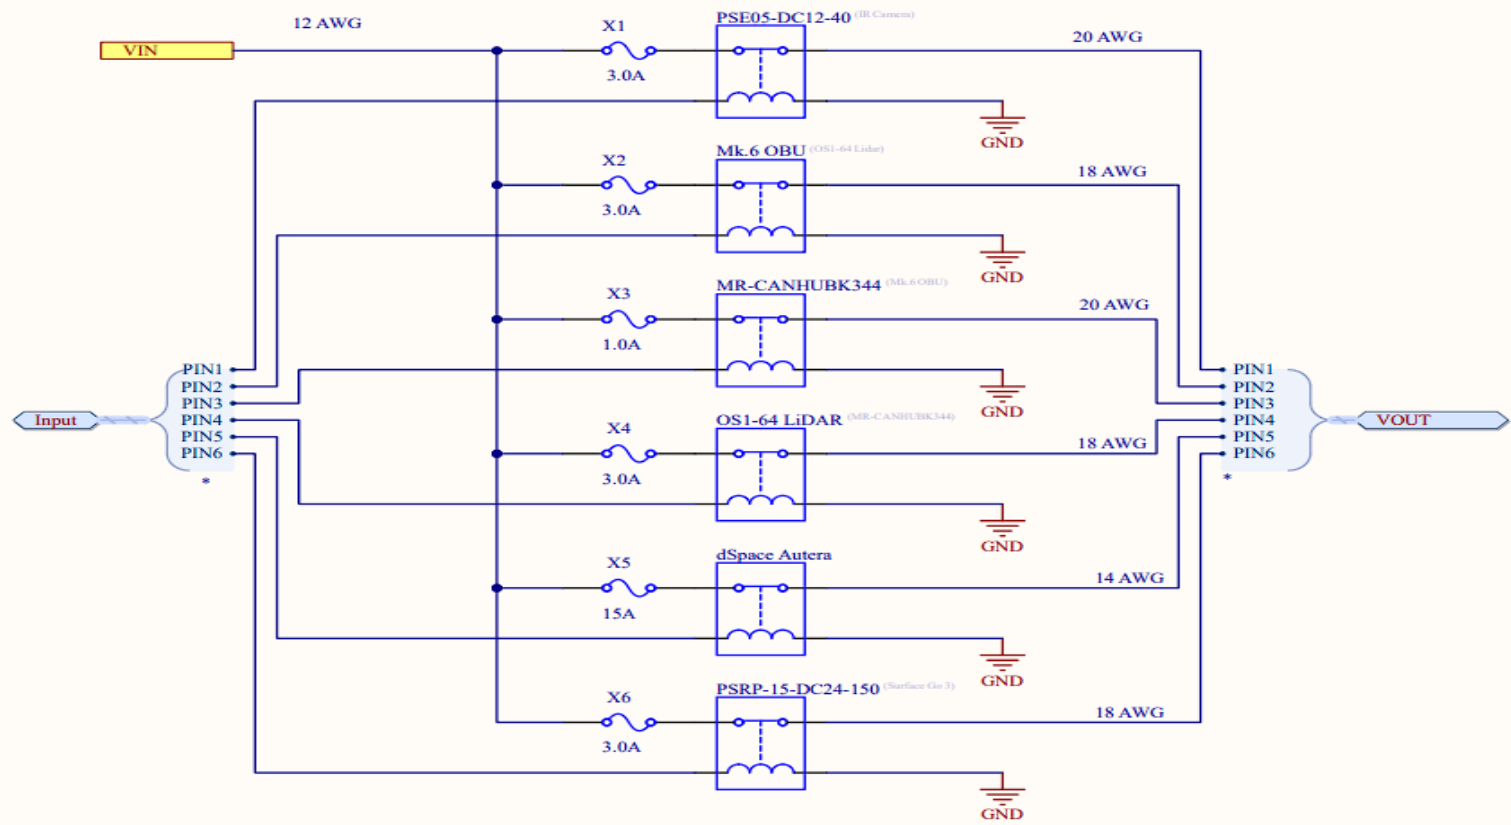 12 AWG
VIN
X1
3.0A
PSE05-DC12-40 (IR Camera)
20 AWG
GND
X2
3.0A
Mk.6 OBU (OS1-64 Lidar)
18 AWG
GND
X3
1.0A
MR-CANHUBK344 (Mk.6 OBU)
20 AWG
GND
Input
PIN1
PIN2
PIN3
PIN4
PIN5
PIN6
*
X4
3.0A
OS1-64 LiDAR (MR-CANHUBK344)
18 AWG
GND
PIN1
PIN2
PIN3
PIN4
PIN5
PIN6
*
VOUT
X5
15A
dSpace Autera
14 AWG
GND
X6
3.0A
PSRP-15-DC24-150 (Surface Go 3)
18 AWG
GND